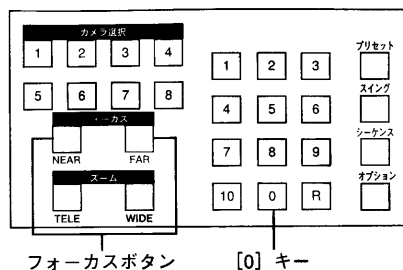 カメラ選択
1 2 3 4
5 6 7 8
フォーカス
NEAR FAR
ズーム
TELE WIDE
1 2 3
4 5 6
7 8 9
10 0 R
プリセット
スイング
シーケンス
オプション
フォーカスボタン
[0] キー